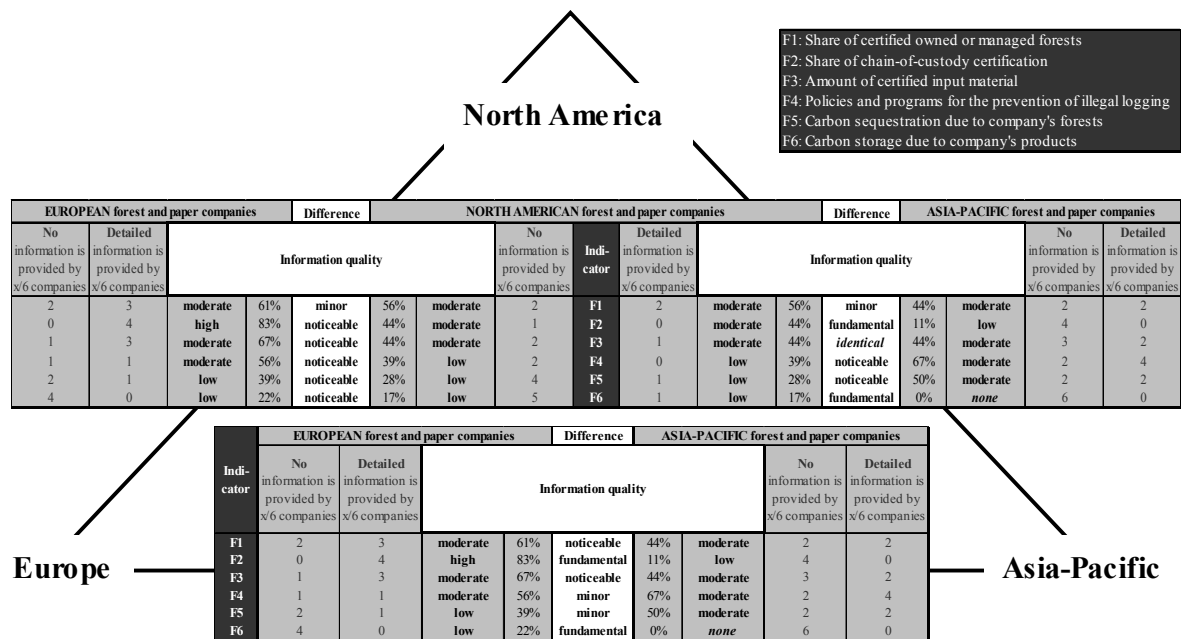 North America
F1: Share of certified owned or managed forests
F2: Share of chain-of-custody certification
F3: Amount of certified input material
F4: Policies and programs for the prevention of illegal logging
F5: Carbon sequestration due to company's forests
F6: Carbon storage due to company's products
EUROPEAN forest and paper companies Difference NORTH AMERICAN forest and paper companies Difference ASIA-PACIFIC forest and paper companies
No Detailed No Detailed No Detailed
information is information is information is Indi- information is information is information is
provided by provided by Information quality provided by cator provided by Information quality provided by provided by
x/6 companies x/6 companies x/6 companies x/6 companies x/6 companies x/6 companies
2 3 moderate 61% minor 56% moderate 2 F1 2 moderate 56% minor 44% moderate 2 2
0 4 high 83% noticeable 44% moderate 1 F2 0 moderate 44% fundamental 11% low 4 0
1 3 moderate 67% noticeable 44% moderate 2 F3 1 moderate 44% identical 44% moderate 3 2
1 1 moderate 56% noticeable 39% low 2 F4 0 low 39% noticeable 67% moderate 2 4
2 1 low 39% noticeable 28% low 4 F5 1 low 28% noticeable 50% moderate 2 2
4 0 low 22% noticeable 17% low 5 F6 1 low 17% fundamental 0% none 6 0
EUROPEAN forest and paper companies Difference ASIA-PACIFIC forest and paper companies
No Detailed No Detailed
Indi- information is information is information is information is
cator provided by provided by Information quality provided by provided by
x/6 companies x/6 companies x/6 companies x/6 companies
F1 2 3 moderate 61% noticeable 44% moderate 2 2
F2 0 4 high 83% fundamental 11% low 4 0
F3 1 3 moderate 67% noticeable 44% moderate 3 2
F4 1 1 moderate 56% minor 67% moderate 2 4
F5 2 1 low 39% minor 50% moderate 2 2
F6 4 0 low 22% fundamental 0% none 6 0
Europe
Asia-Pacific